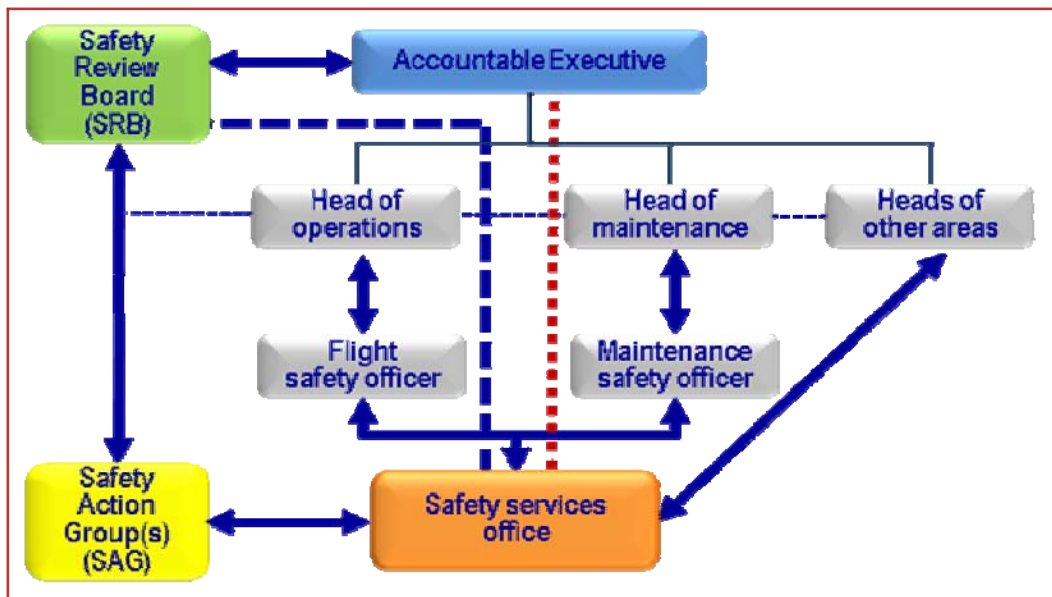 Safety
Review
Board
(SRB)
Accountable Executive
Head of
operations
Head of
maintenance
Heads of
other areas
Flight
safety officer
Maintenance
safety officer
Safety
Action
Group(s)
(SAG)
Safety services
office